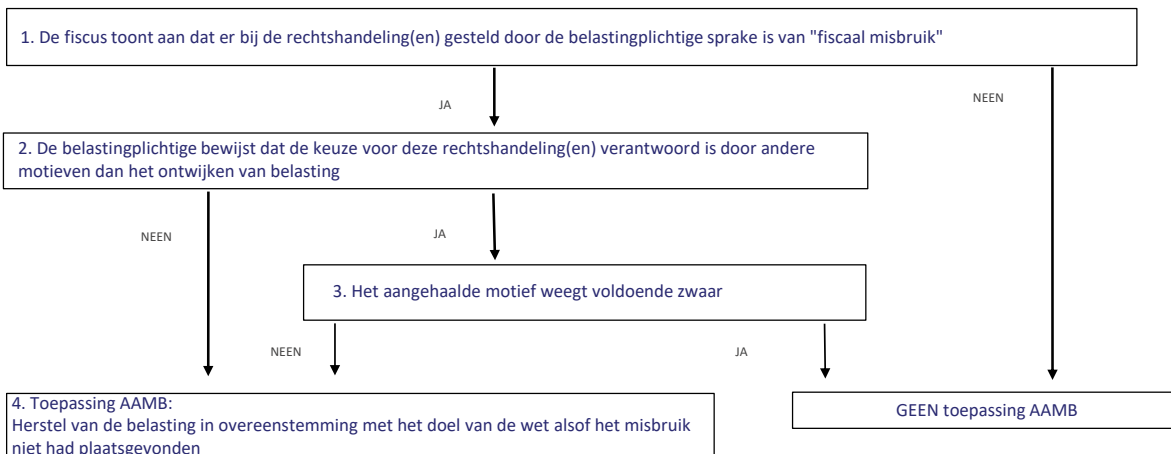 1. De fiscus toont aan dat er bij de rechtshandeling(en) gesteld door de belastingplichtige sprake is van "fiscaal misbruik"
JA
NEEN
2. De belastingplichtige bewijst dat de keuze voor deze rechtshandeling(en) verantwoord is door andere
motieven dan het ontwijken van belasting
NEEN
JA
3. Het aangehaalde motief weegt voldoende zwaar
NEEN
JA
4. Toepassing AAMB:
Herstel van de belasting in overeenstemming met het doel van de wet alsof het misbruik
niet had plaatsgevonden
GEEN toepassing AAMB